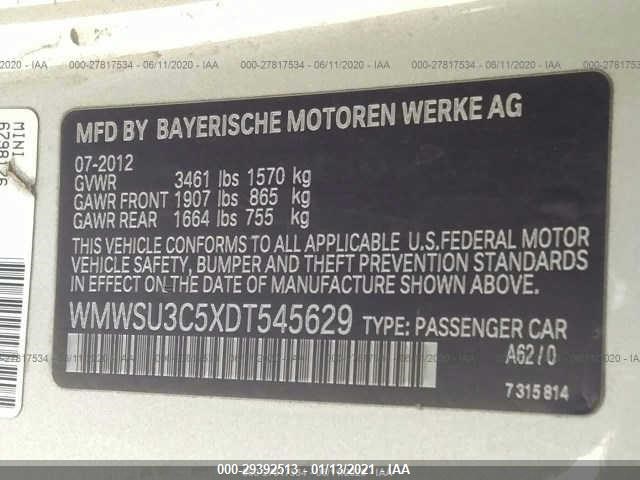 000-27817534 - 06/11/2020 - IAA
MINI
6798126
MFD BY BAYERISCHE MOTOREN WERKE AG
07-2012
GVWR 3461 lbs 1570 kg
GAWR FRONT 1907 lbs 865 kg
GAWR REAR 1664 lbs 755 kg
THIS VEHICLE CONFORMS TO ALL APPLICABLE U.S.FEDERAL MOTOR
VEHICLE SAFETY, BUMPER AND THEFT PREVENTION STANDARDS
IN EFFECT ON THE DATE OF MANUFACTURE SHOWN ABOVE.
WMWSU3C5XDT545629 TYPE: PASSENGER CAR
A62/0
7315814
000-29392513 - 01/13/2021 - IAA